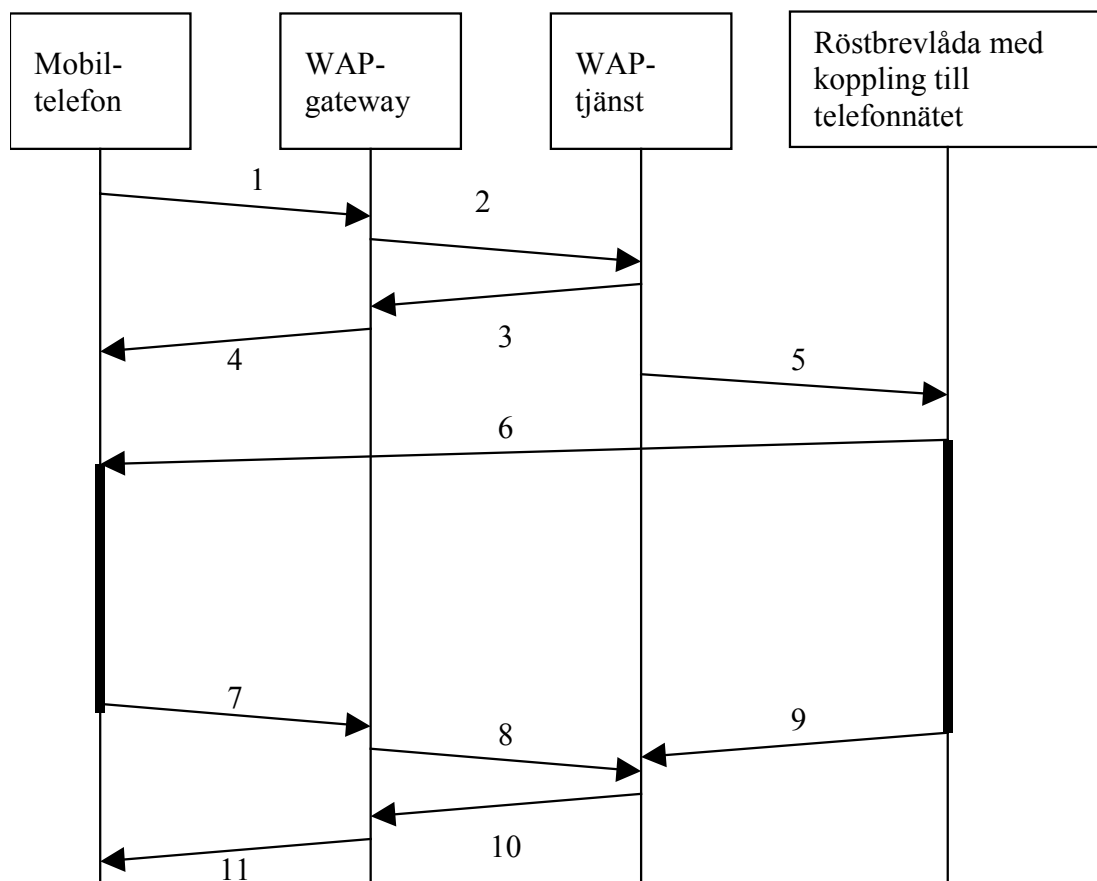 Mobil-
telefon
WAP-
gateway
WAP-
tjänst
Röstbrevlåda med
koppling till
telefonnätet
1
2
3
4
5
6
7
8
9
10
11